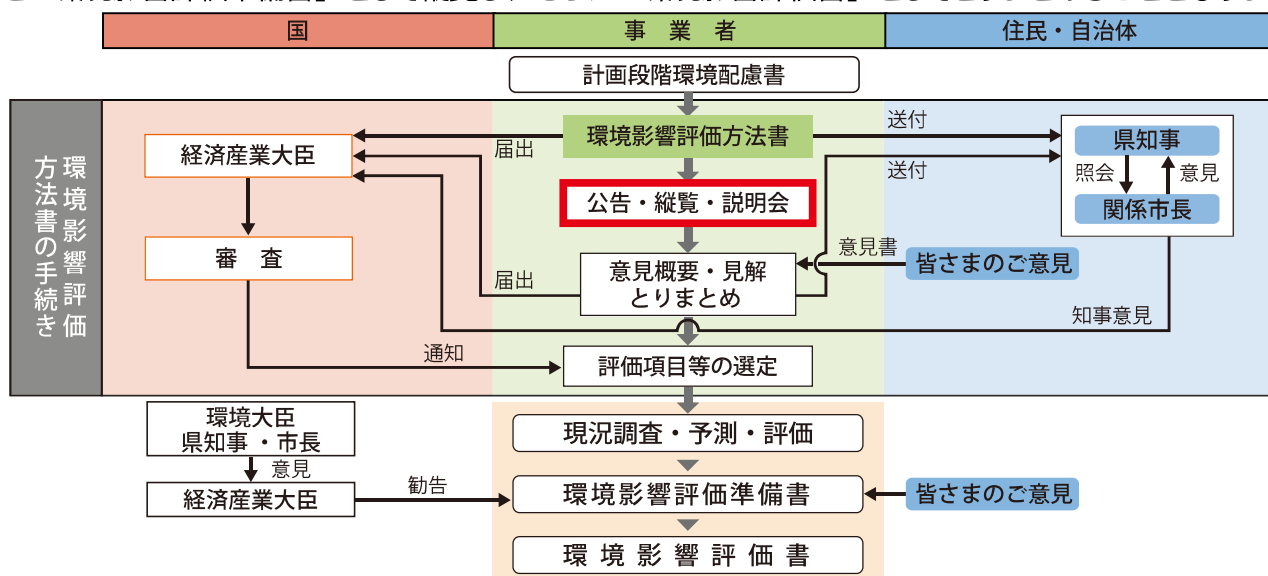 国
事業者
住民・自治体
計画段階環境配慮書
環境影響評価
方法書の手続き
環境影響評価方法書
届出
送付
経済産業大臣
県知事
届出
送付
照会
意見
公告・縦覧・説明会
関係市長
審査
意見書
皆さまのご意見
意見概要・見解
とりまとめ
届出
知事意見
通知
評価項目等の選定
環境大臣
県知事・市長
現況調査・予測・評価
意見
経済産業大臣
勧告
環境影響評価準備書
皆さまのご意見
環境影響評価書